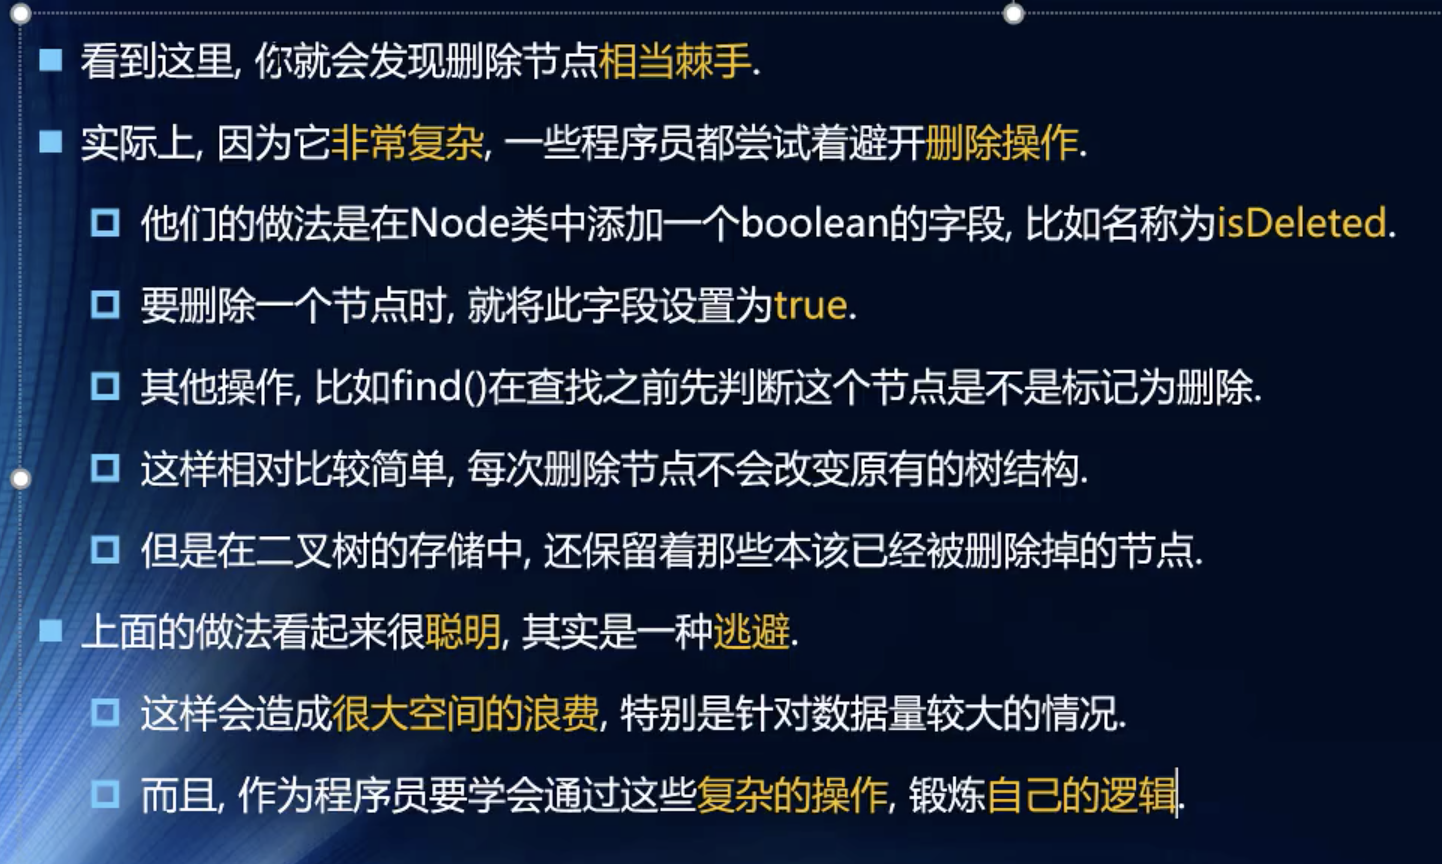 看到这里, 你就会发现删除节点相当棘手.
实际上, 因为它非常复杂, 一些程序员都尝试着避开删除操作.
他们的做法是在Node类中添加一个boolean的字段, 比如名称为isDeleted.
要删除一个节点时, 就将此字段设置为true.
其他操作, 比如find()在查找之前先判断这个节点是不是标记为删除.
这样相对比较简单, 每次删除节点不会改变原有的树结构.
但是在二叉树的存储中, 还保留着那些本该已经被删除掉的节点.
上面的做法看起来很聪明, 其实是一种逃避.
这样会造成很大空间的浪费, 特别是针对数据量较大的情况.
而且, 作为程序员要学会通过这些复杂的操作, 锻炼自己的逻辑.